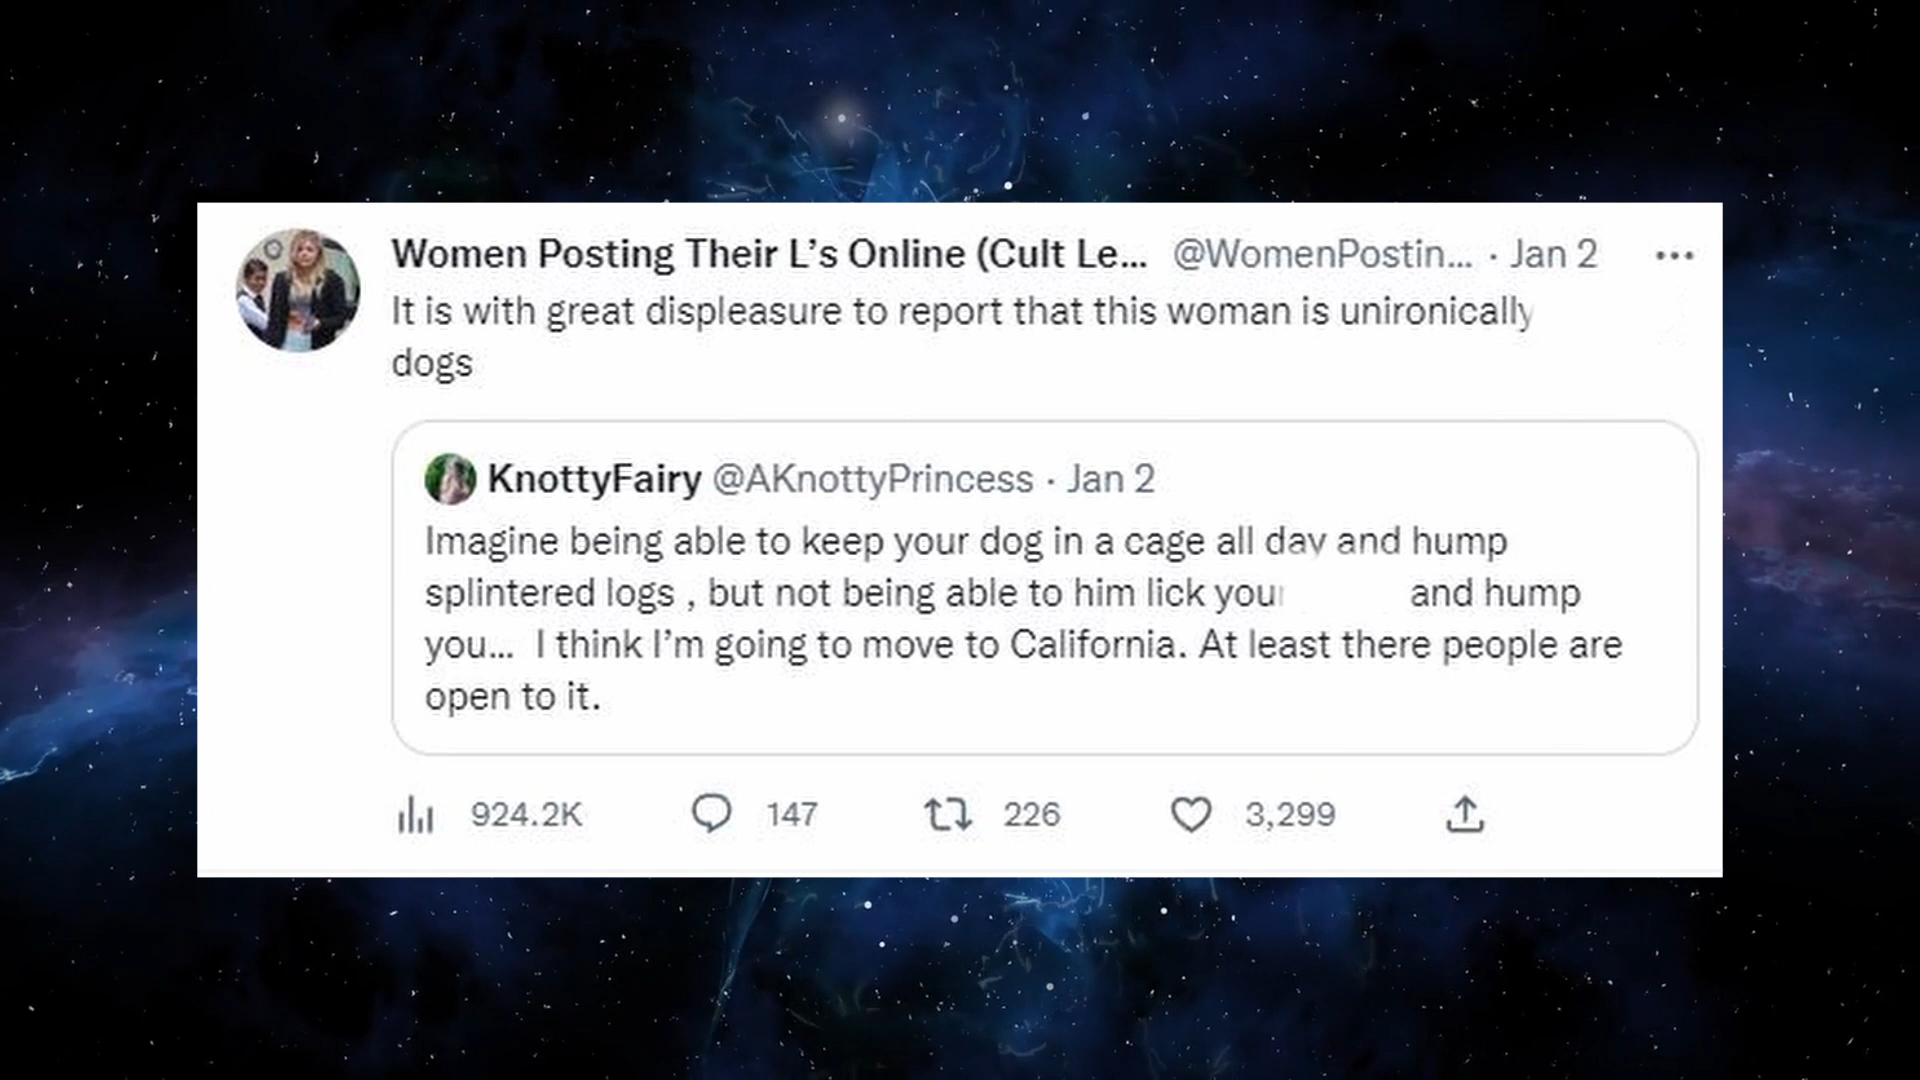 Women Posting Their L’s Online (Cult Le... @WomenPostin... · Jan 2
It is with great displeasure to report that this woman is unironically
dogs
KnottyFairy @AKnottyPrincess · Jan 2
Imagine being able to keep your dog in a cage all day and hump
splintered logs , but not being able to him lick your and hump
you... I think I’m going to move to California. At least there people are
open to it.
924.2K 147 226 3,299